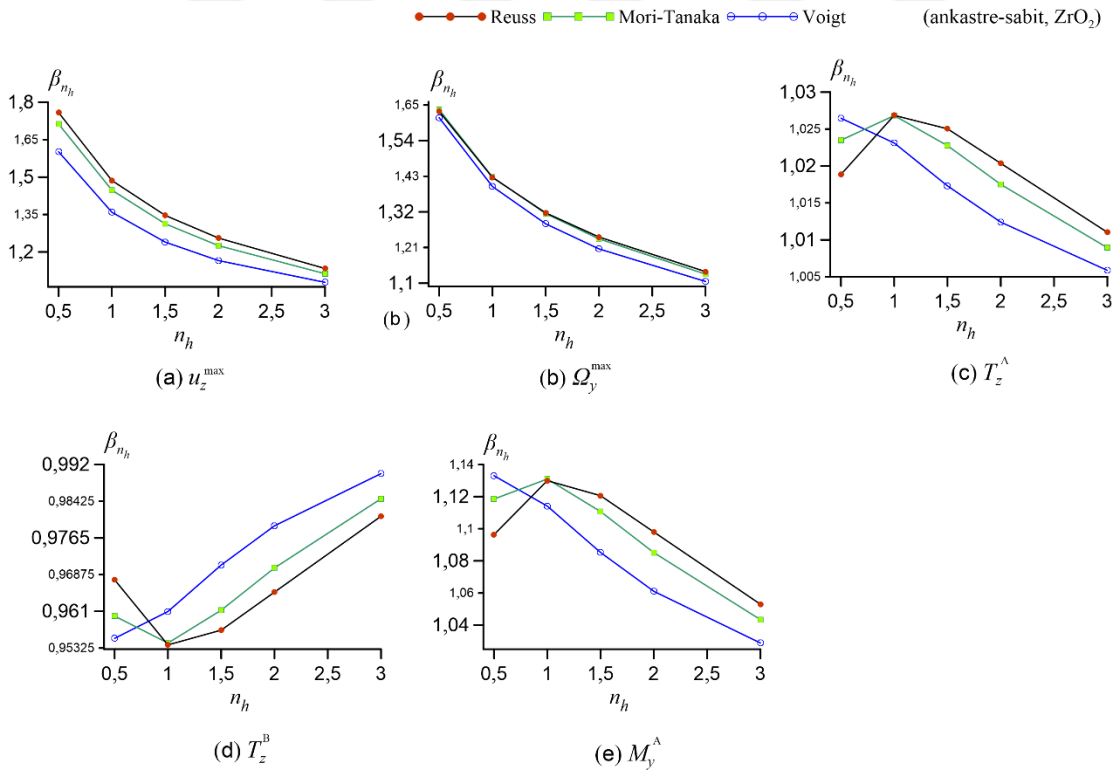 Reuss Mori-Tanaka Voigt (ankastre-sabit, ZrO₂)
β_{n_h}
1,8
1,65
1,5
1,35
1,2
0,5 1 1,5 2 2,5 3
n_h
(a) u_z^{max}
β_{n_h}
1,65
1,54
1,43
1,32
1,21
1,1
(b)
0,5 1 1,5 2 2,5 3
n_h
(b) Ω_y^{max}
β_{n_h}
1,03
1,025
1,02
1,015
1,01
1,005
0,5 1 1,5 2 2,5 3
n_h
(c) T_z^A
β_{n_h}
0,992
0,98425
0,9765
0,96875
0,961
0,95325
0,5 1 1,5 2 2,5 3
n_h
(d) T_z^B
β_{n_h}
1,14
1,12
1,1
1,08
1,06
1,04
0,5 1 1,5 2 2,5 3
n_h
(e) M_y^A